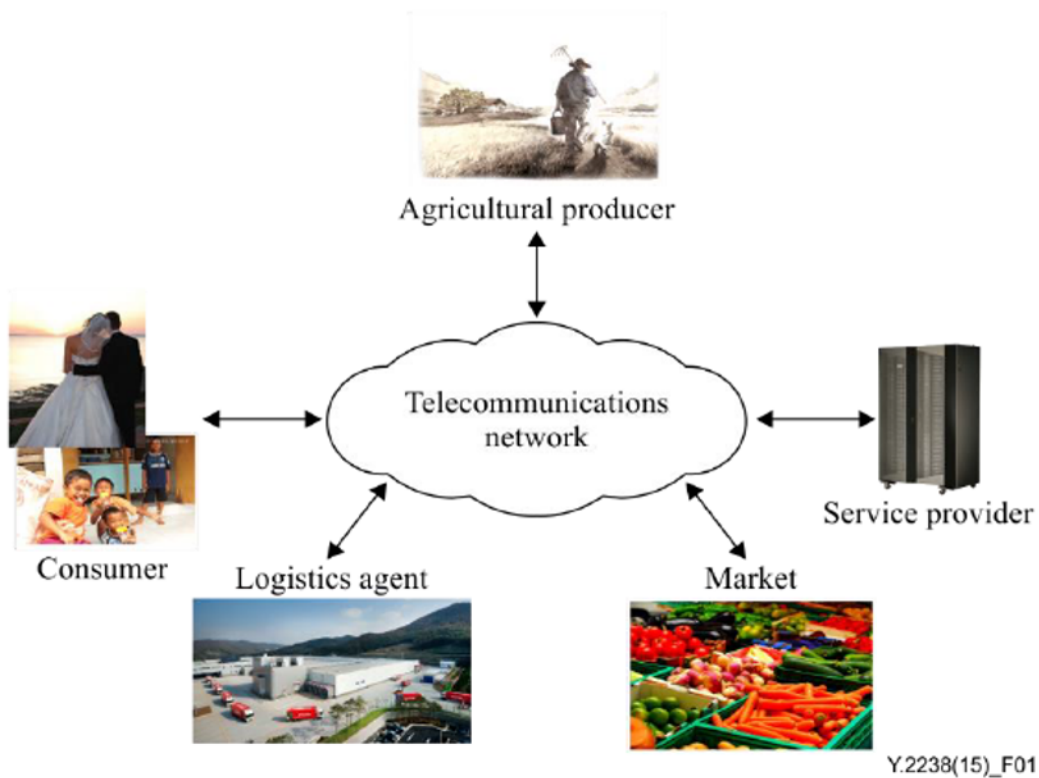 Agricultural producer
Telecommunications
network
Service provider
Consumer
Logistics agent
Market
Y.2238(15)_F01